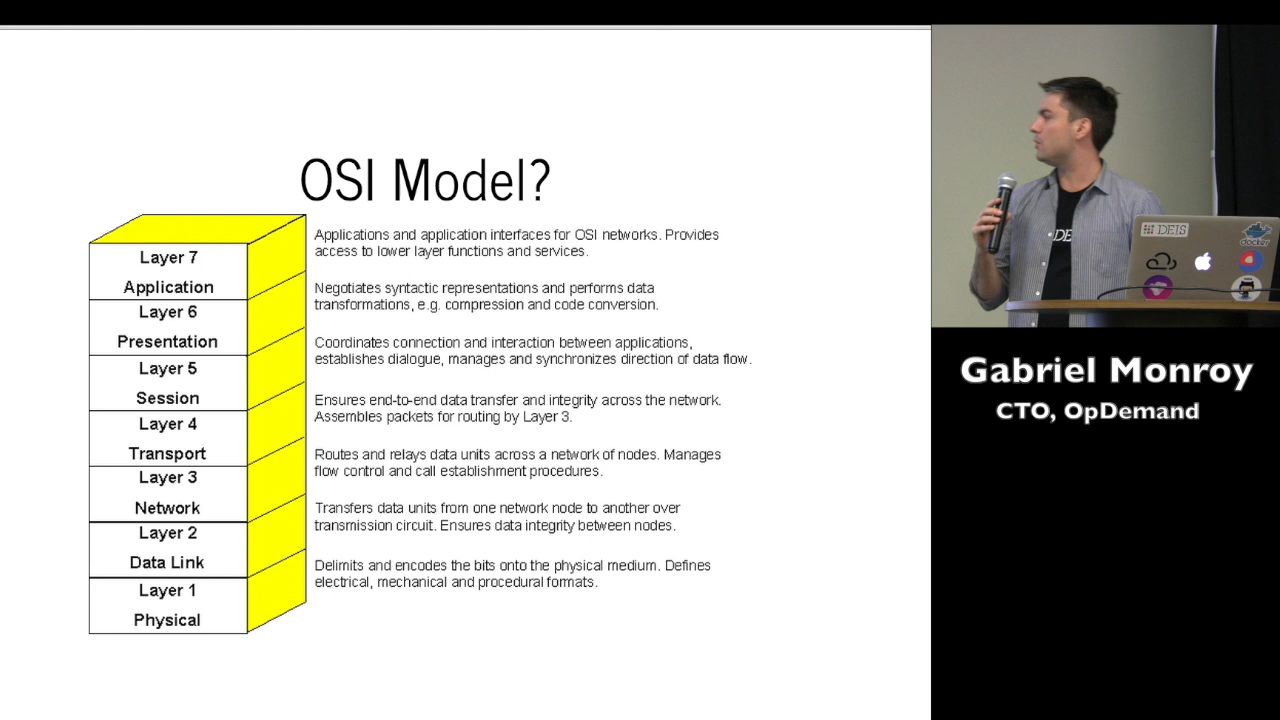 OSI Model?
Layer 7
Application
Applications and application interfaces for OSI networks. Provides
access to lower layer functions and services.
Layer 6
Presentation
Negotiates syntactic representations and performs data
transformations, e.g. compression and code conversion.
Layer 5
Session
Coordinates connection and interaction between applications,
establishes dialogue, manages and synchronizes direction of data flow.
Layer 4
Transport
Ensures end-to-end data transfer and integrity across the network.
Assembles packets for routing by Layer 3.
Layer 3
Network
Routes and relays data units across a network of nodes. Manages
flow control and call establishment procedures.
Layer 2
Data Link
Transfers data units from one network node to another over
transmission circuit. Ensures data integrity between nodes.
Layer 1
Physical
Delimits and encodes the bits onto the physical medium. Defines
electrical, mechanical and procedural formats.
DE
DEIS
docker
Gabriel Monroy
CTO, OpDemand